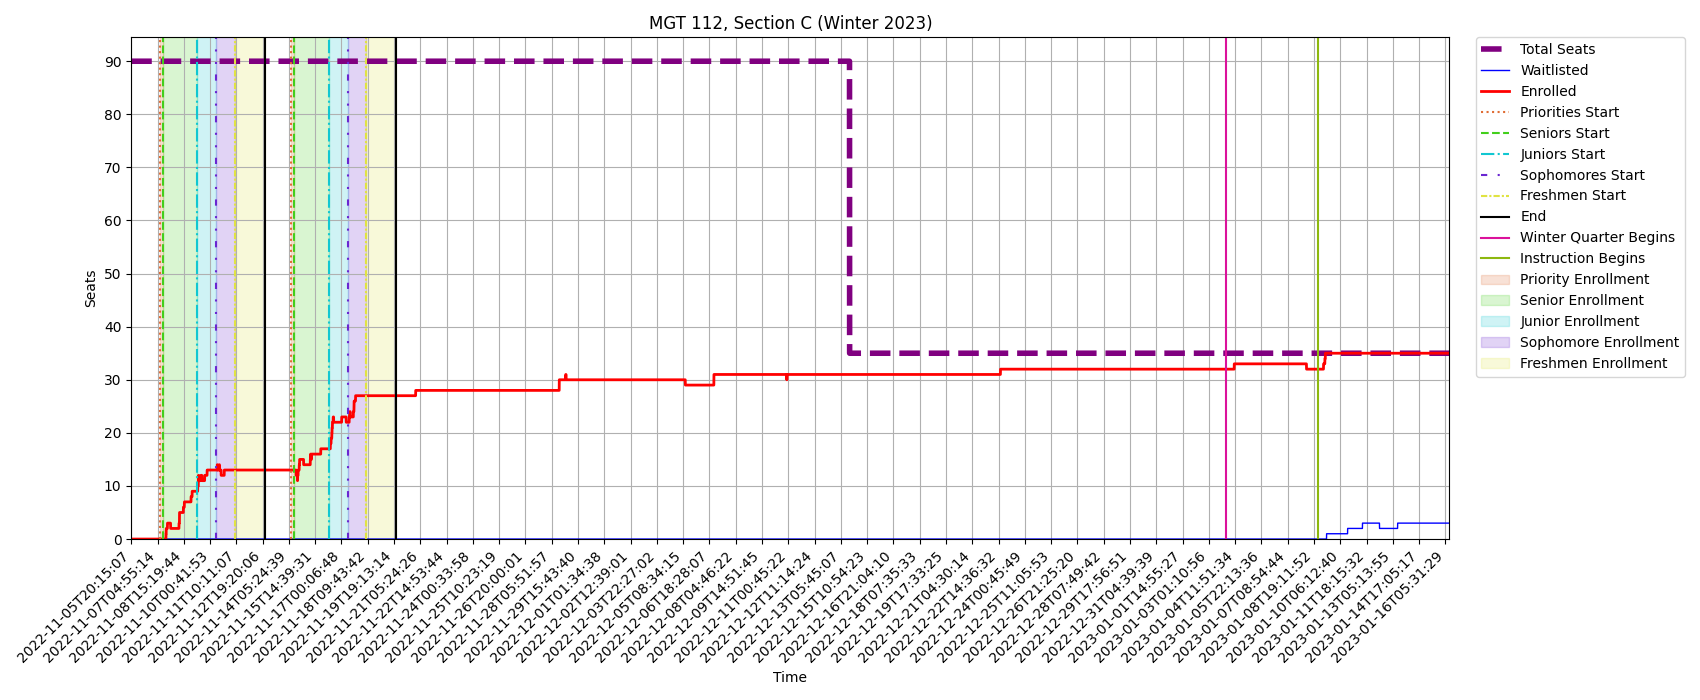 MGT 112, Section C (Winter 2023)
Total Seats
Waitlisted
Enrolled
Priorities Start
Seniors Start
Juniors Start
Sophomores Start
Freshmen Start
End
Winter Quarter Begins
Instruction Begins
Priority Enrollment
Senior Enrollment
Junior Enrollment
Sophomore Enrollment
Freshmen Enrollment
Seats
90
80
70
60
50
40
30
20
10
0
2022-11-05T20:15:07
2022-11-07T04:55:14
2022-11-08T15:19:44
2022-11-10T00:41:53
2022-11-11T10:11:07
2022-11-12T19:20:06
2022-11-14T05:24:39
2022-11-15T14:39:31
2022-11-17T00:06:48
2022-11-18T09:43:42
2022-11-19T19:13:14
2022-11-21T05:24:26
2022-11-22T14:53:44
2022-11-24T00:33:58
2022-11-25T10:23:19
2022-11-26T20:00:01
2022-11-28T05:51:57
2022-11-29T15:43:40
2022-12-01T01:34:38
2022-12-02T12:39:01
2022-12-03T22:27:02
2022-12-05T08:34:15
2022-12-06T18:28:07
2022-12-08T04:46:22
2022-12-09T14:51:45
2022-12-11T00:45:22
2022-12-12T11:14:24
2022-12-13T05:45:07
2022-12-15T10:54:23
2022-12-16T21:04:10
2022-12-18T07:35:33
2022-12-19T17:33:25
2022-12-21T04:30:14
2022-12-22T14:36:32
2022-12-24T00:45:49
2022-12-25T11:05:53
2022-12-26T21:25:20
2022-12-28T07:49:42
2022-12-29T17:56:51
2022-12-31T04:39:39
2023-01-01T14:55:27
2023-01-03T01:10:56
2023-01-04T11:51:34
2023-01-05T22:13:36
2023-01-07T08:54:44
2023-01-08T19:11:52
2023-01-10T06:12:40
2023-01-11T18:15:32
2023-01-13T05:13:55
2023-01-14T17:05:17
2023-01-16T05:31:29
Time